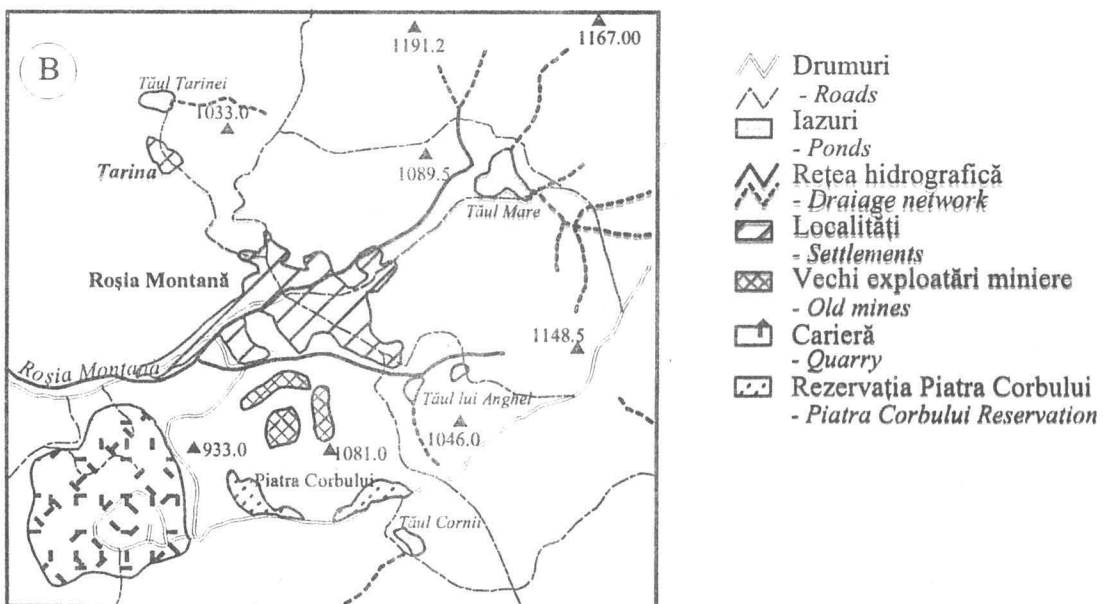 B
1191.2
1167.00
Tăul Tarinei
1033.0
Tarina
1089.5
Tăul Mare
Roşia Montană
1148.5
Roşia Montană
Tăul lui Anghel
1046.0
933.0
1081.0
Piatra Corbului
Tăul Cornii
Drumuri
- Roads
Iazuri
- Ponds
Reţea hidrografică
- Draiage network
Localităţi
- Settlements
Vechi exploatări miniere
- Old mines
Carieră
- Quarry
Rezervaţia Piatra Corbului
- Piatra Corbului Reservation